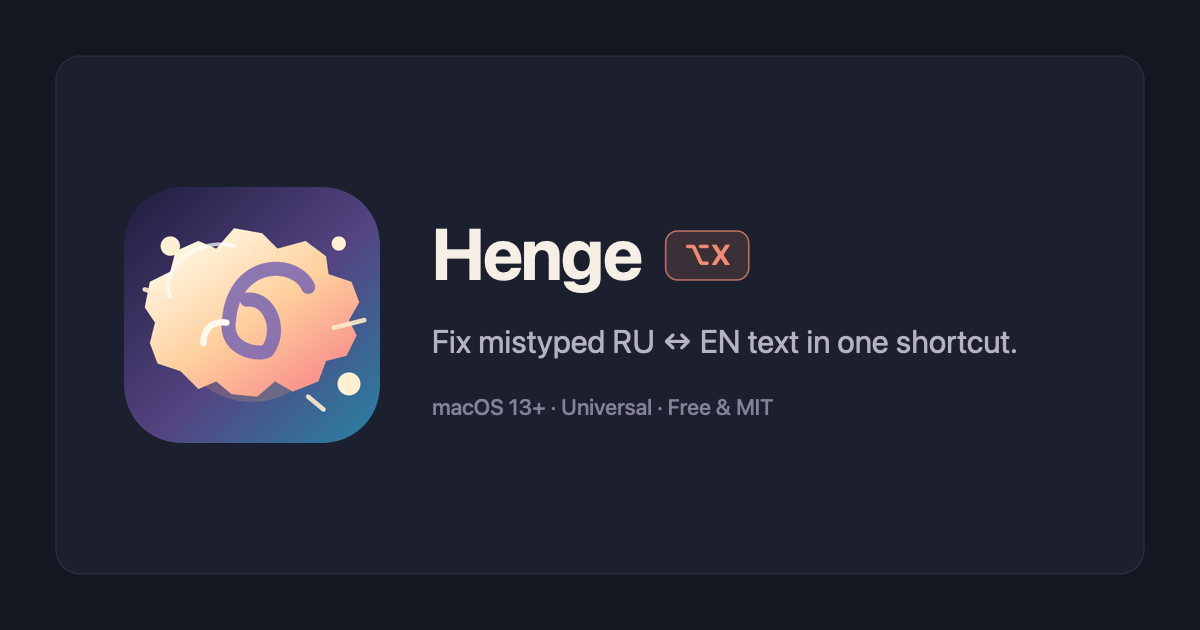 Henge ⌥X
Fix mistyped RU ↔ EN text in one shortcut.
macOS 13+ · Universal · Free & MIT